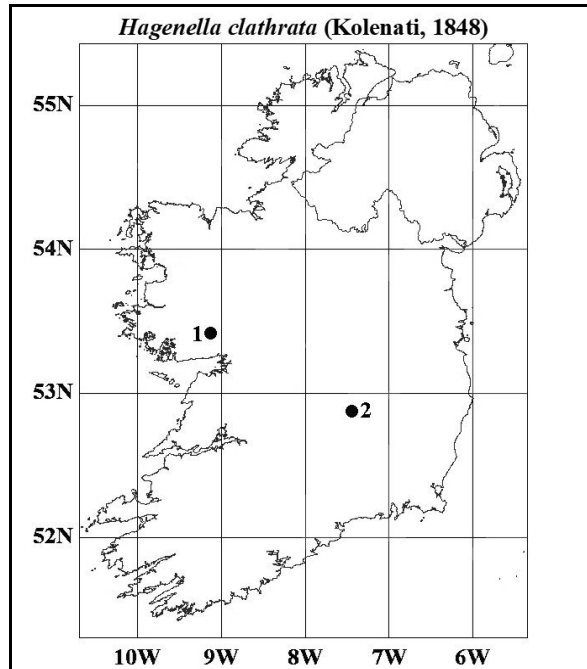 Hagenella clathrata (Kolenati, 1848)
55N
54N
1
53N
2
52N
10W 9W 8W 7W 6W